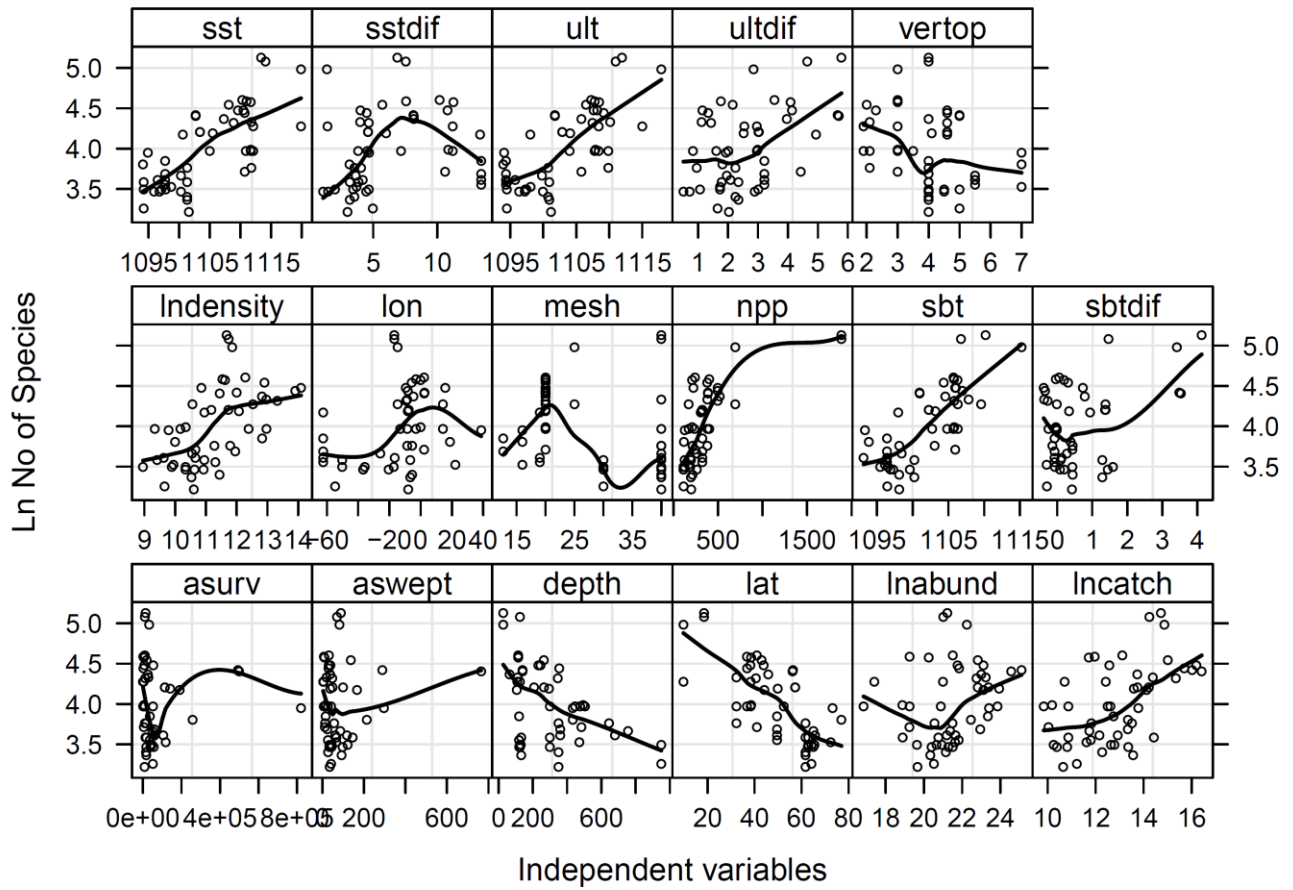 sst sstdif ult ultdif vertop
5.0
4.5
4.0
3.5
1095 1105 1115 5 10 1095 1105 1115 1 2 3 4 5 6 2 3 4 5 6 7
lndensity lon mesh npp sbt sbtdif
5.0
4.5
4.0
3.5
9 10 11 12 13 14 −60 −20 0 20 40 15 25 35 500 1500 1095 1105 1115 0 1 2 3 4
asurv aswept depth lat lnabund lncatch
5.0
4.5
4.0
3.5
0e+00 4e+05 8e+05 0 200 600 0 200 600 20 40 60 80 18 20 22 24 10 12 14 16
Ln No of Species
Independent variables